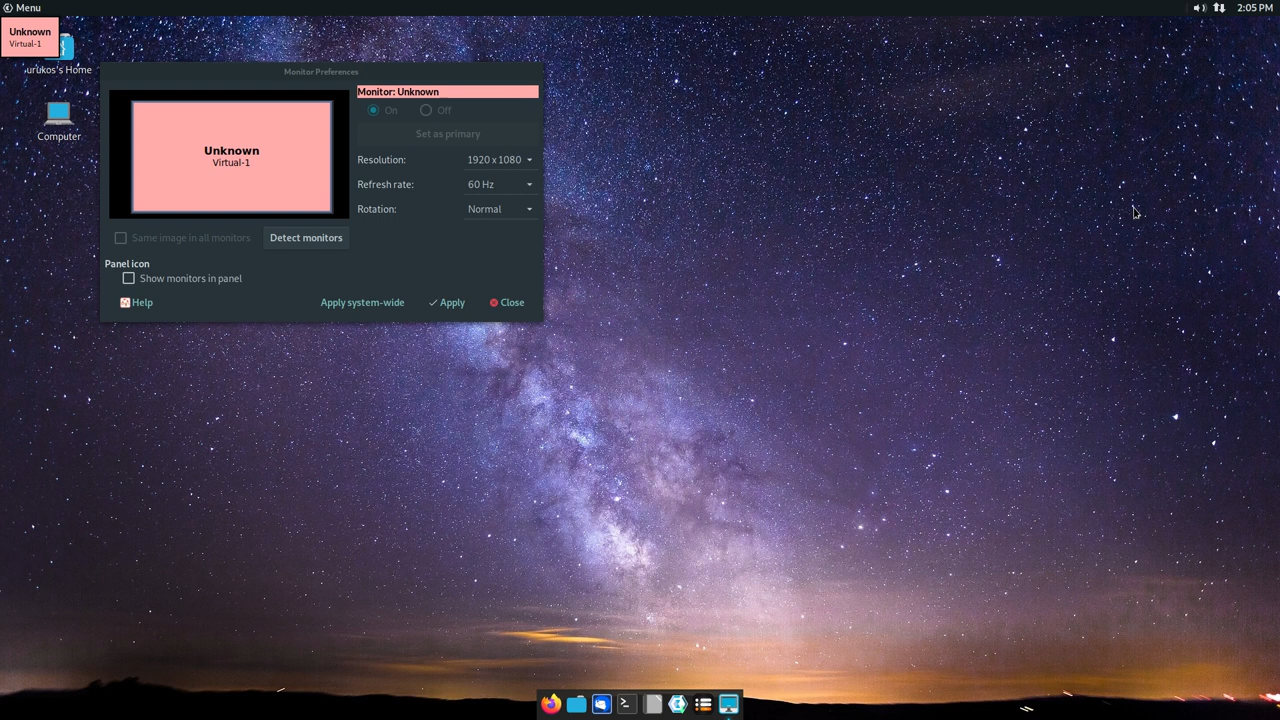 Menu
2:05 PM
Unknown
Virtual-1
urukos's Home
Computer
Monitor Preferences
Unknown
Virtual-1
Monitor: Unknown
On Off
Set as primary
Resolution: 1920 x 1080
Refresh rate: 60 Hz
Rotation: Normal
Same image in all monitors Detect monitors
Panel icon
Show monitors in panel
Help Apply system-wide Apply Close